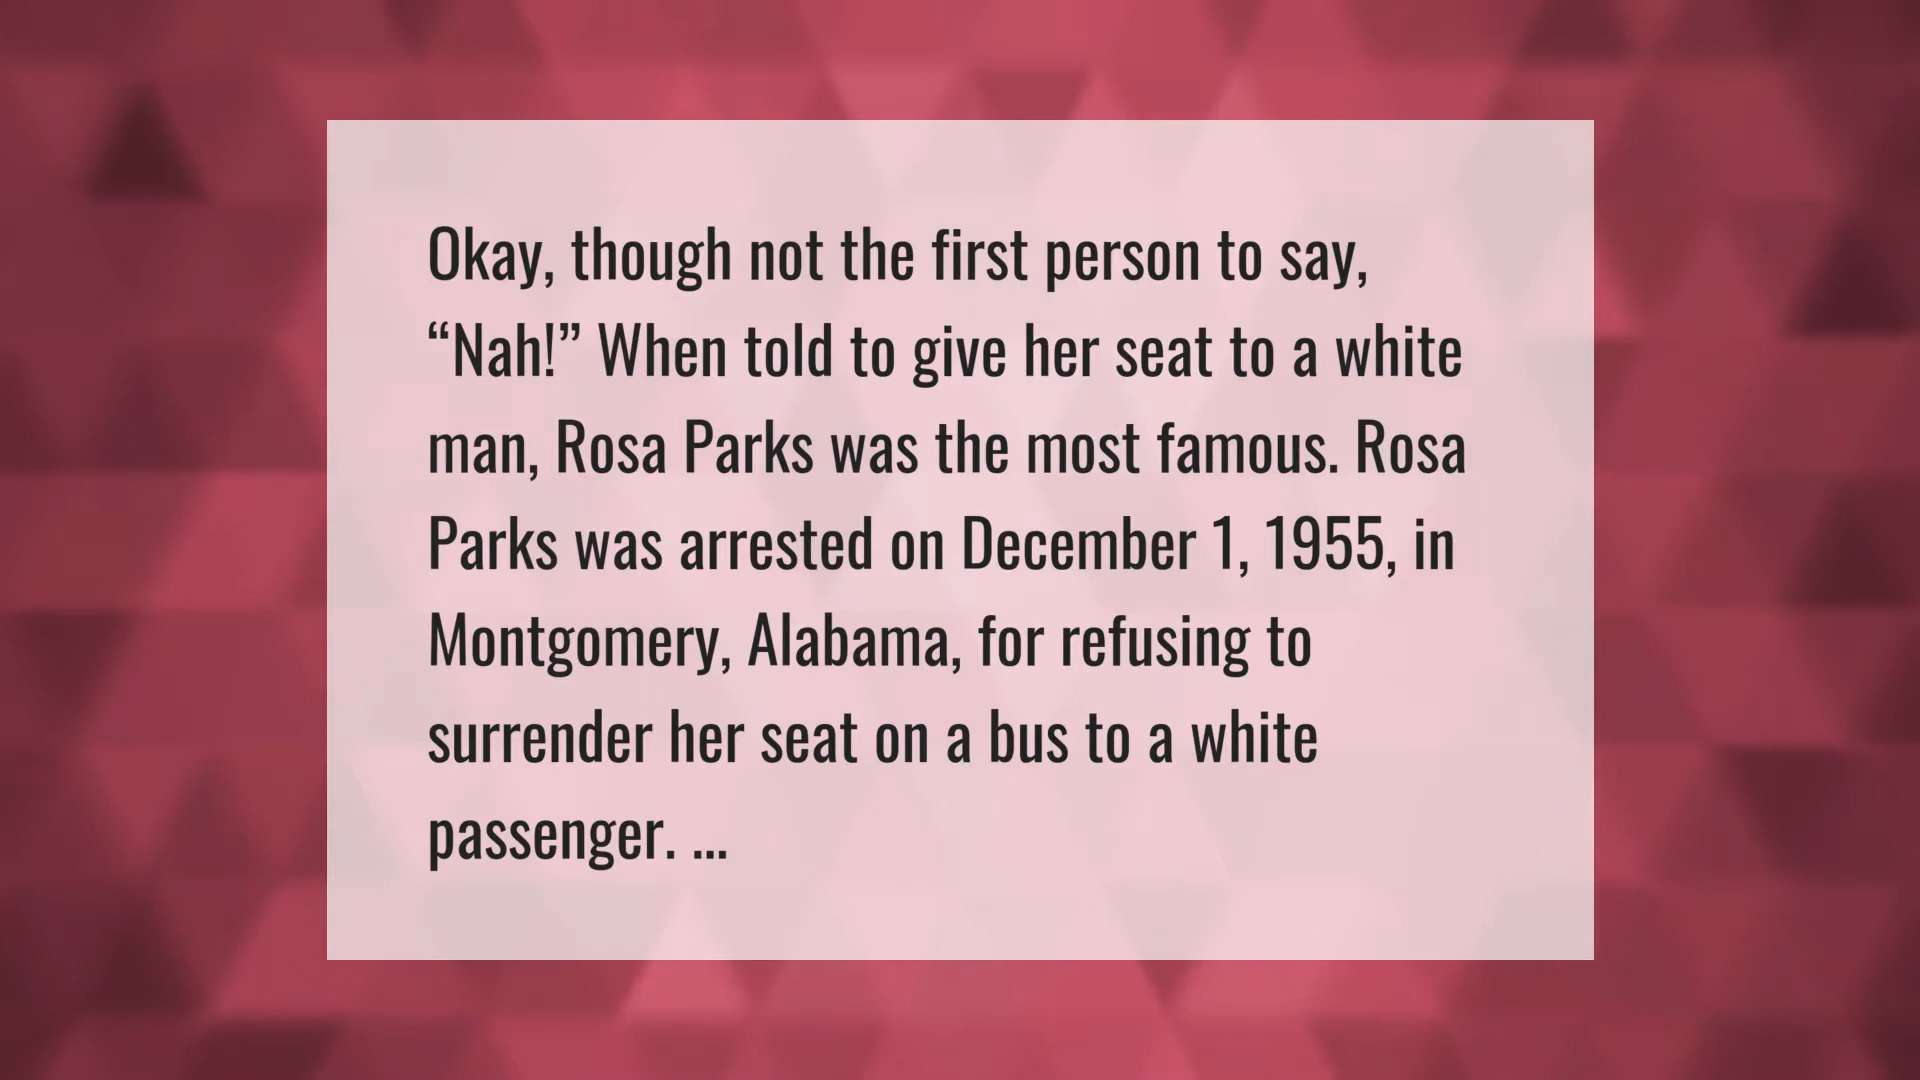 Okay, though not the first person to say,
“Nah!” When told to give her seat to a white
man, Rosa Parks was the most famous. Rosa
Parks was arrested on December 1, 1955, in
Montgomery, Alabama, for refusing to
surrender her seat on a bus to a white
passenger. ...